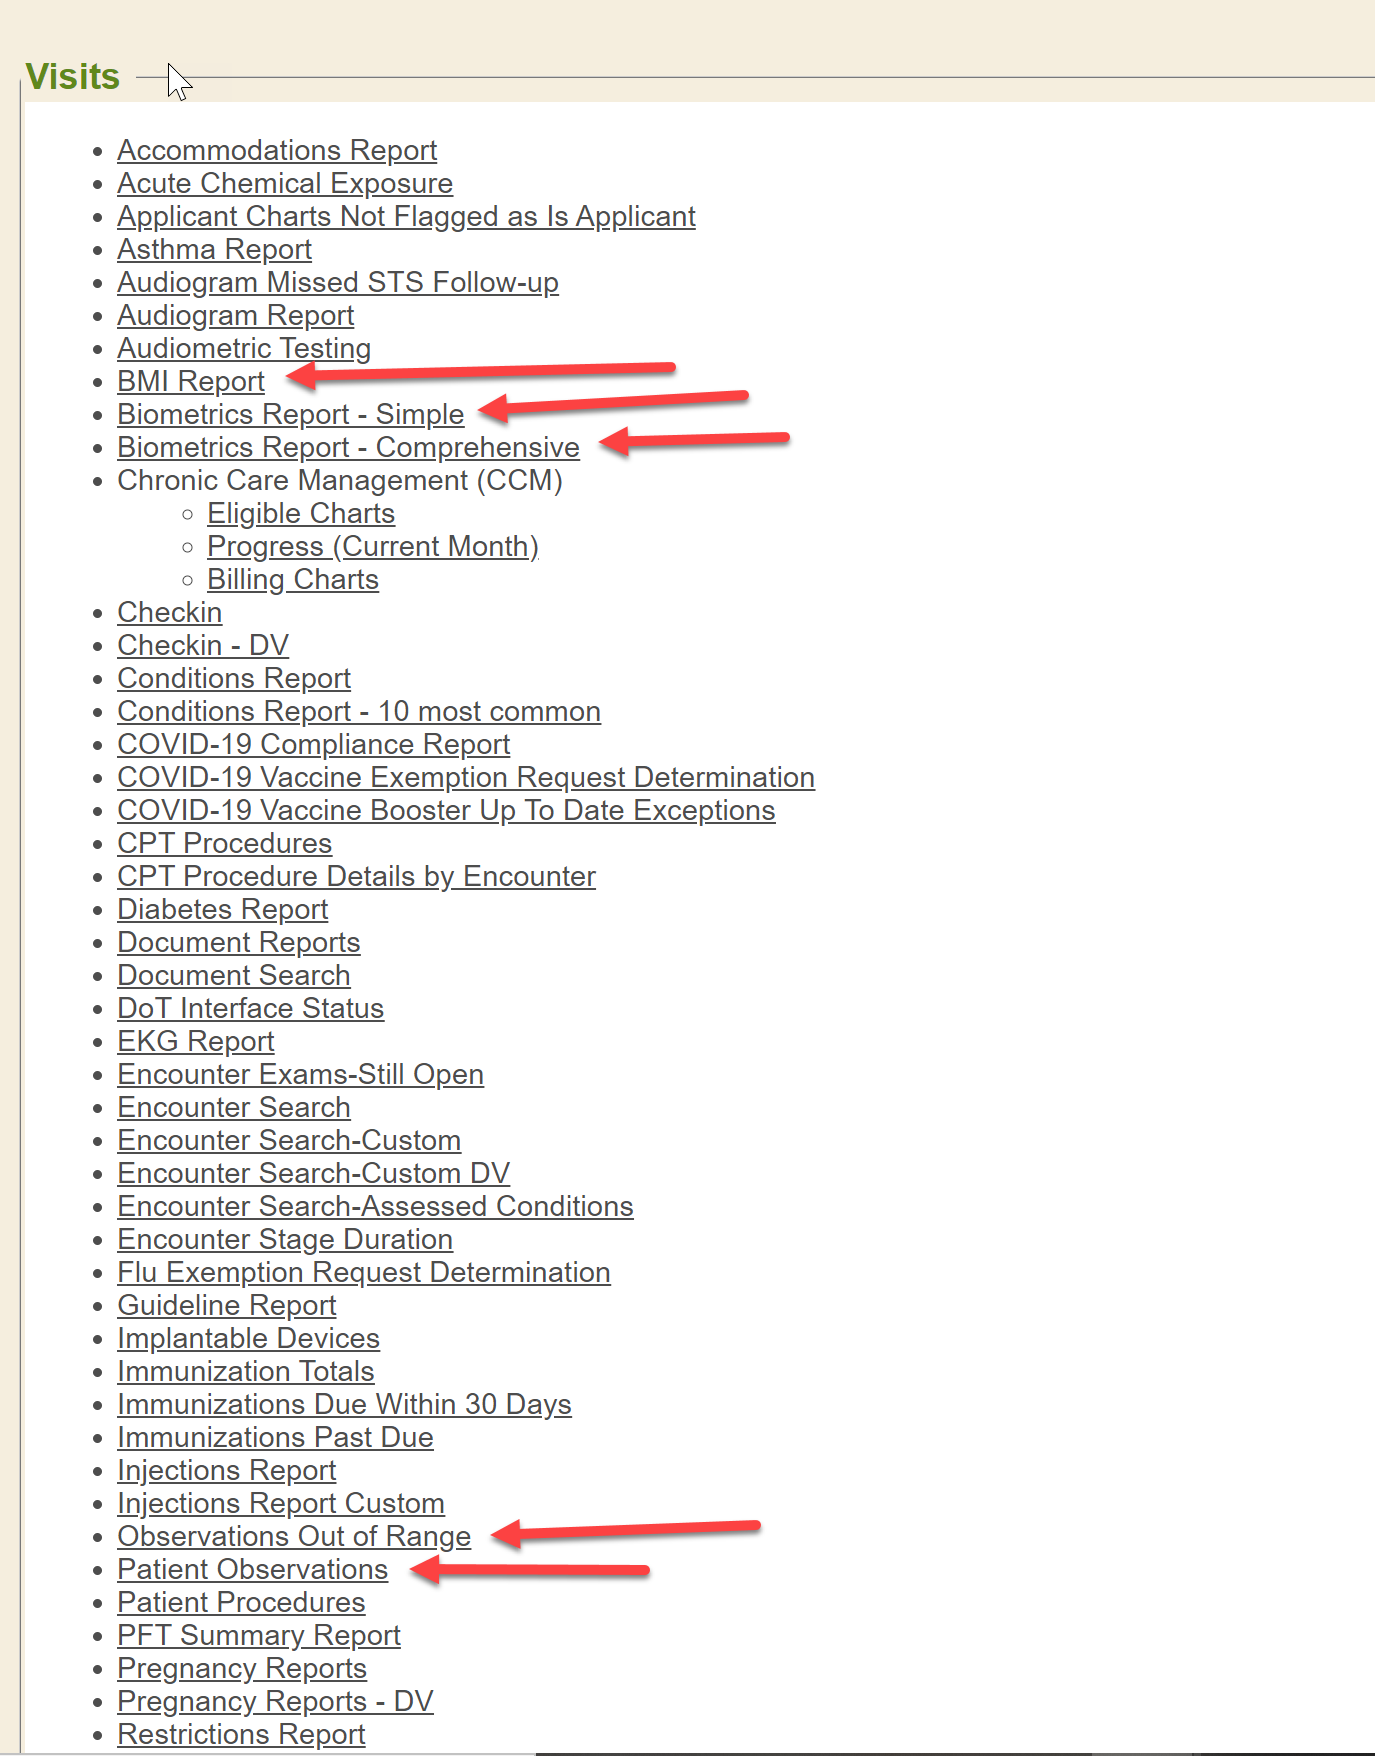 Visits
Accommodations Report
Acute Chemical Exposure
Applicant Charts Not Flagged as Is Applicant
Asthma Report
Audiogram Missed STS Follow-up
Audiogram Report
Audiometric Testing
BMI Report
Biometrics Report - Simple
Biometrics Report - Comprehensive
Chronic Care Management (CCM)
Eligible Charts
Progress (Current Month)
Billing Charts
Checkin
Checkin - DV
Conditions Report
Conditions Report - 10 most common
COVID-19 Compliance Report
COVID-19 Vaccine Exemption Request Determination
COVID-19 Vaccine Booster Up To Date Exceptions
CPT Procedures
CPT Procedure Details by Encounter
Diabetes Report
Document Reports
Document Search
DoT Interface Status
EKG Report
Encounter Exams-Still Open
Encounter Search
Encounter Search-Custom
Encounter Search-Custom DV
Encounter Search-Assessed Conditions
Encounter Stage Duration
Flu Exemption Request Determination
Guideline Report
Implantable Devices
Immunization Totals
Immunizations Due Within 30 Days
Immunizations Past Due
Injections Report
Injections Report Custom
Observations Out of Range
Patient Observations
Patient Procedures
PFT Summary Report
Pregnancy Reports
Pregnancy Reports - DV
Restrictions Report